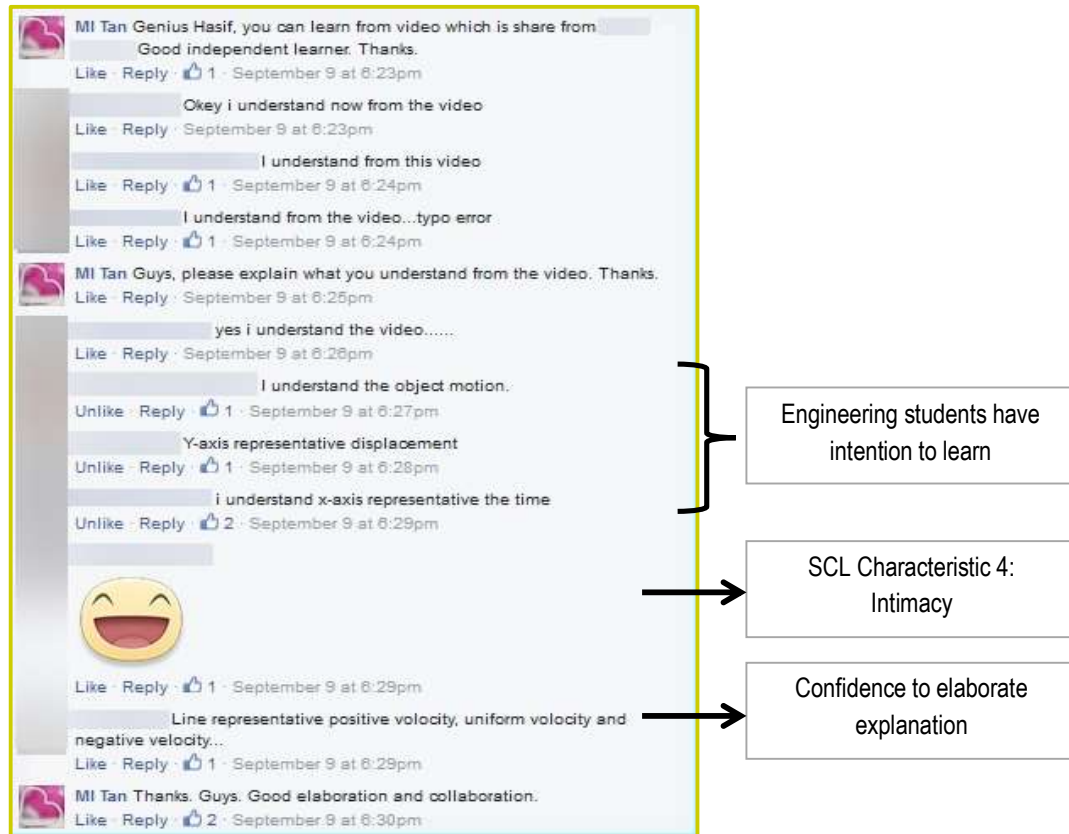 MI Tan Genius Hasif, you can learn from video which is share from
Good independent learner. Thanks.
Like · Reply · 1 · September 9 at 6:23pm
Okey i understand now from the video
Like · Reply · September 9 at 6:23pm
I understand from this video
Like · Reply · 1 · September 9 at 6:24pm
I understand from the video...typo error
Like · Reply · 1 · September 9 at 6:24pm
MI Tan Guys, please explain what you understand from the video. Thanks.
Like · Reply · September 9 at 6:25pm
yes i understand the video......
Like · Reply · September 9 at 6:26pm
I understand the object motion.
Unlike · Reply · 1 · September 9 at 6:27pm
Y-axis representative displacement
Unlike · Reply · 1 · September 9 at 6:28pm
i understand x-axis representative the time
Unlike · Reply · 2 · September 9 at 6:29pm
Like · Reply · 1 · September 9 at 6:29pm
Line representative positive volocity, uniform volocity and
negative velocity...
Like · Reply · 1 · September 9 at 6:29pm
MI Tan Thanks. Guys. Good elaboration and collaboration.
Like · Reply · 2 · September 9 at 6:30pm
Engineering students have
intention to learn
SCL Characteristic 4:
Intimacy
Confidence to elaborate
explanation